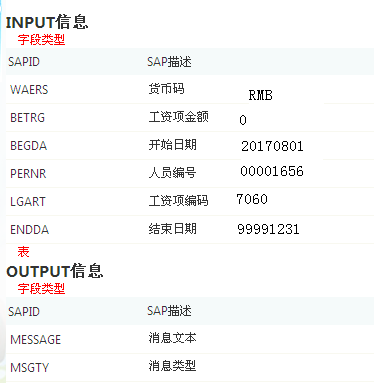 INPUT信息
字段类型
SAPID SAP描述
WAERS 货币码 RMB
BETRG 工资项金额 0
BEGDA 开始日期 20170801
PERNR 人员编号 00001656
LGART 工资项编码 7060
ENDDA 结束日期 99991231
表
OUTPUT信息
字段类型
SAPID SAP描述
MESSAGE 消息文本
MSGTY 消息类型